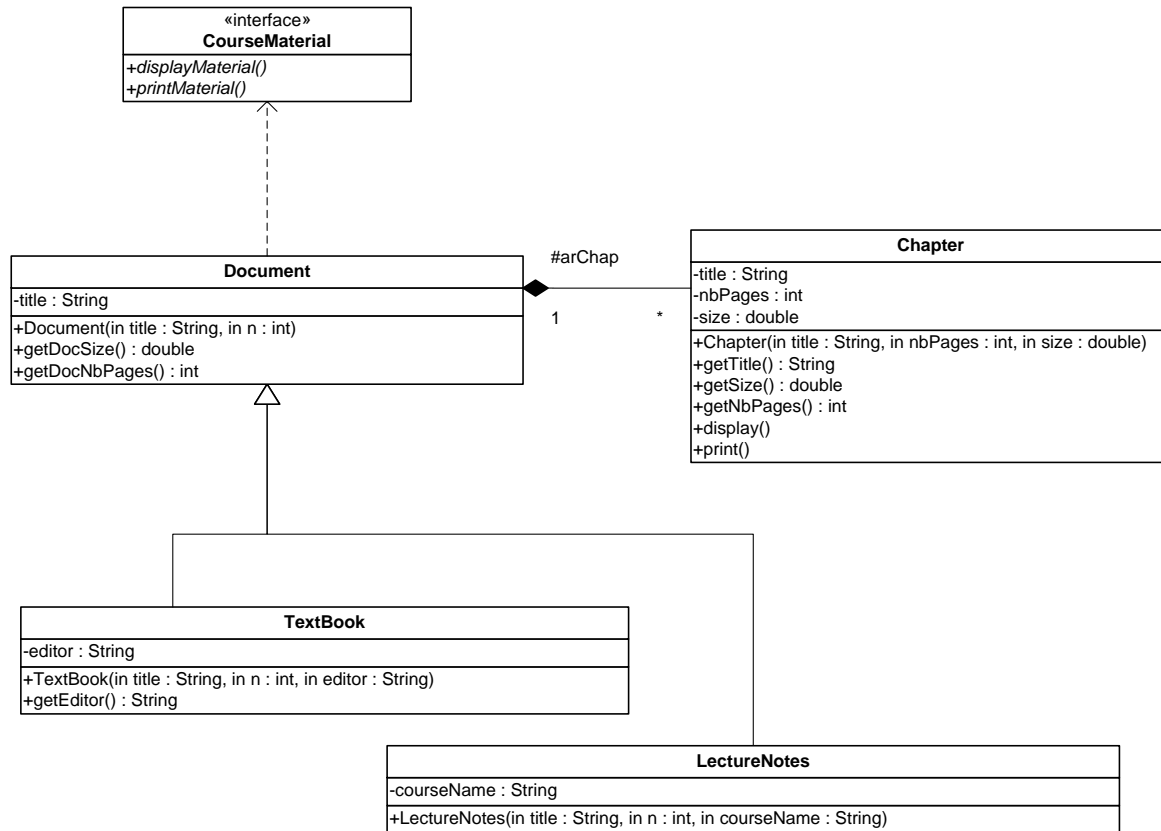 «interface»
CourseMaterial
+displayMaterial()
+printMaterial()
Document
-title : String
+Document(in title : String, in n : int)
+getDocSize() : double
+getDocNbPages() : int
#arChap
1
*
Chapter
-title : String
-nbPages : int
-size : double
+Chapter(in title : String, in nbPages : int, in size : double)
+getTitle() : String
+getSize() : double
+getNbPages() : int
+display()
+print()
TextBook
-editor : String
+TextBook(in title : String, in n : int, in editor : String)
+getEditor() : String
LectureNotes
-courseName : String
+LectureNotes(in title : String, in n : int, in courseName : String)